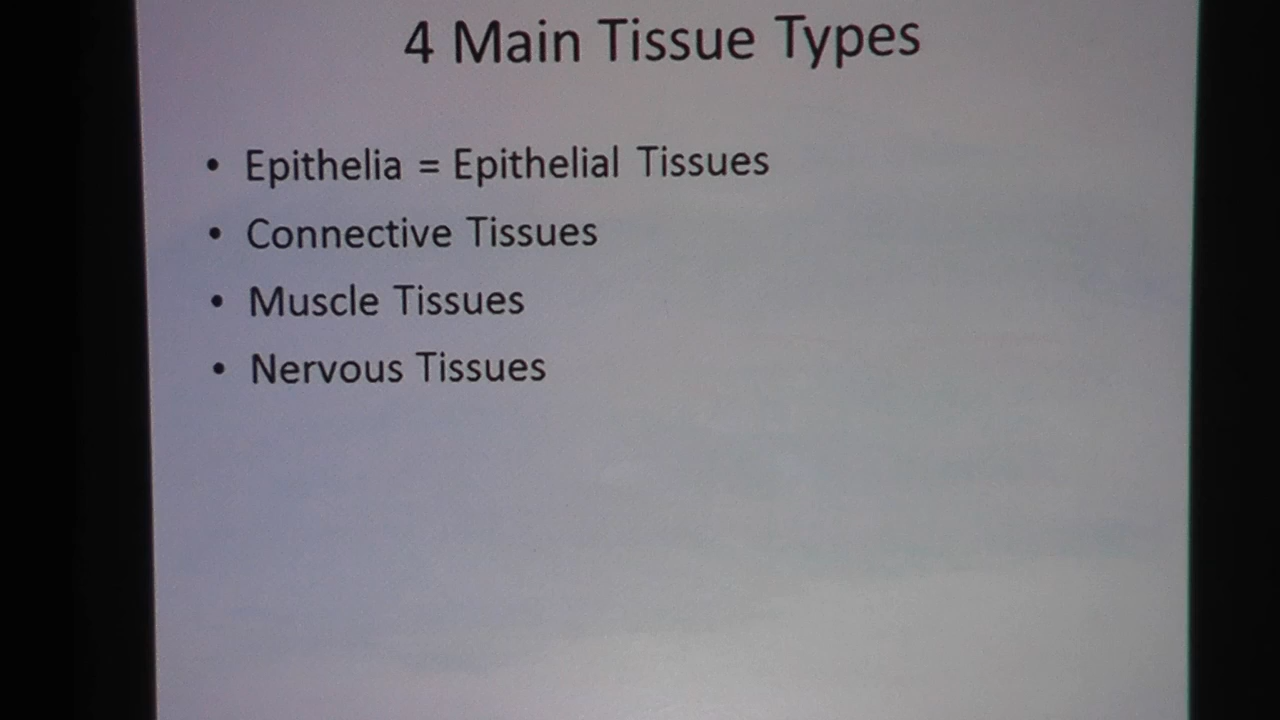 4 Main Tissue Types
• Epithelia = Epithelial Tissues
• Connective Tissues
• Muscle Tissues
• Nervous Tissues